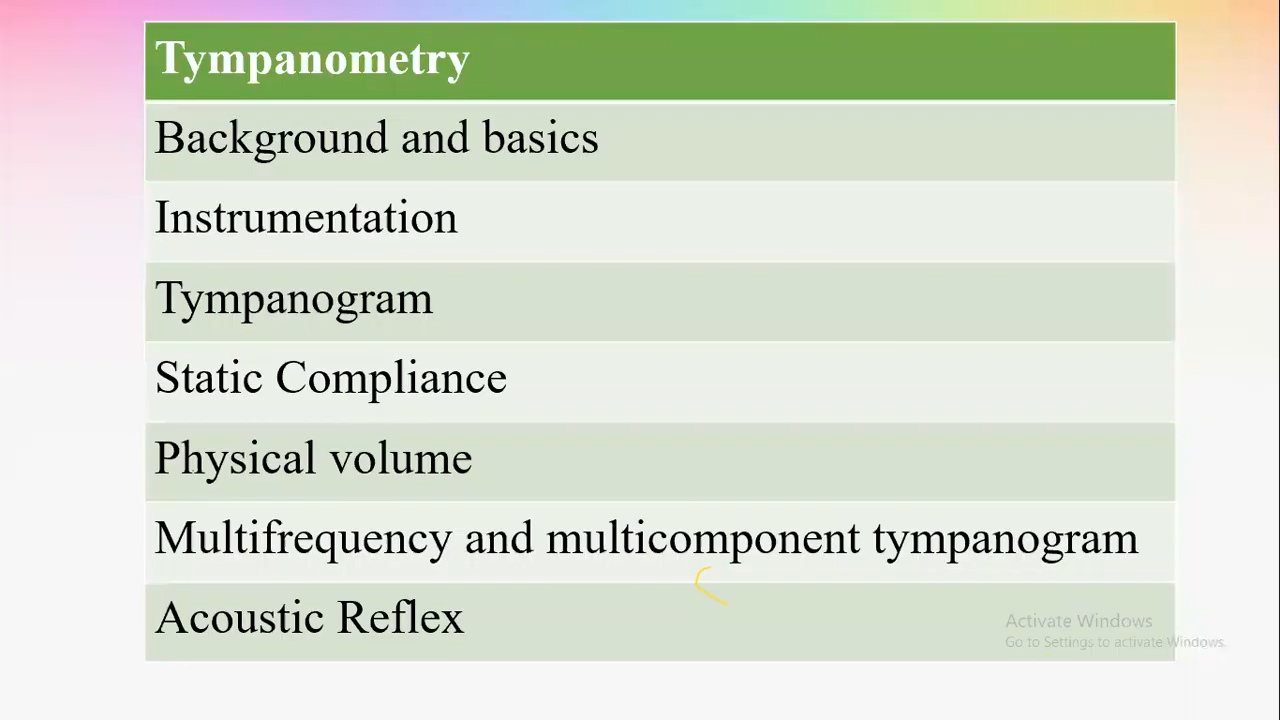 Tympanometry
Background and basics
Instrumentation
Tympanogram
Static Compliance
Physical volume
Multifrequency and multicomponent tympanogram
Acoustic Reflex
Activate Windows
Go to Settings to activate Windows.